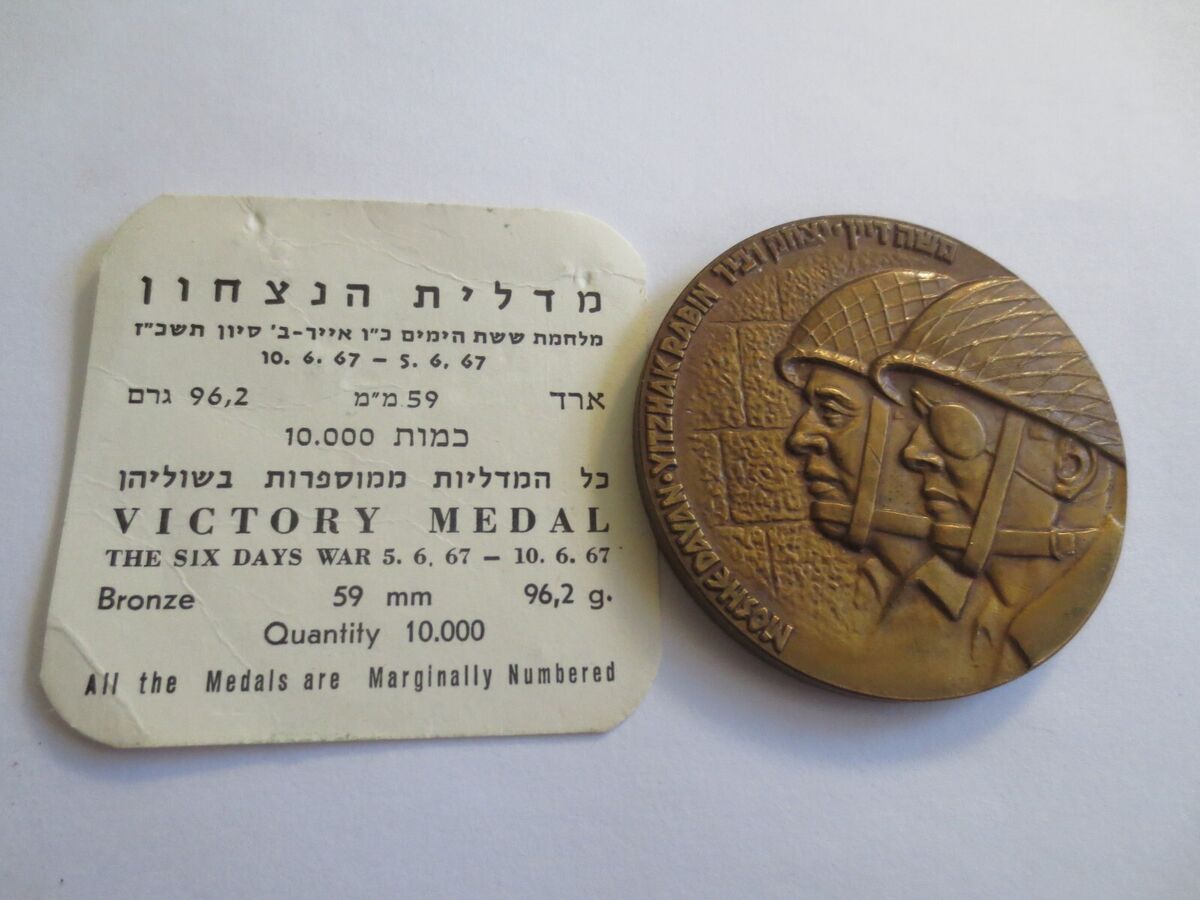 מדלית הנצחון
מלחמת ששת הימים כ"ו אייר-ב' סיון תשכ"ז
10. 6. 67 – 5. 6. 67
ארד 59 מ"מ 96,2 גרם
כמות 10.000
כל המדליות ממוספרות בשוליהן
VICTORY MEDAL
THE SIX DAYS WAR 5. 6. 67 – 10. 6. 67
Bronze 59 mm 96,2 g.
Quantity 10.000
All the Medals are Marginally Numbered
משה דיין · יצחק רבין
MOSHE DAYAN · YITZHAK RABIN